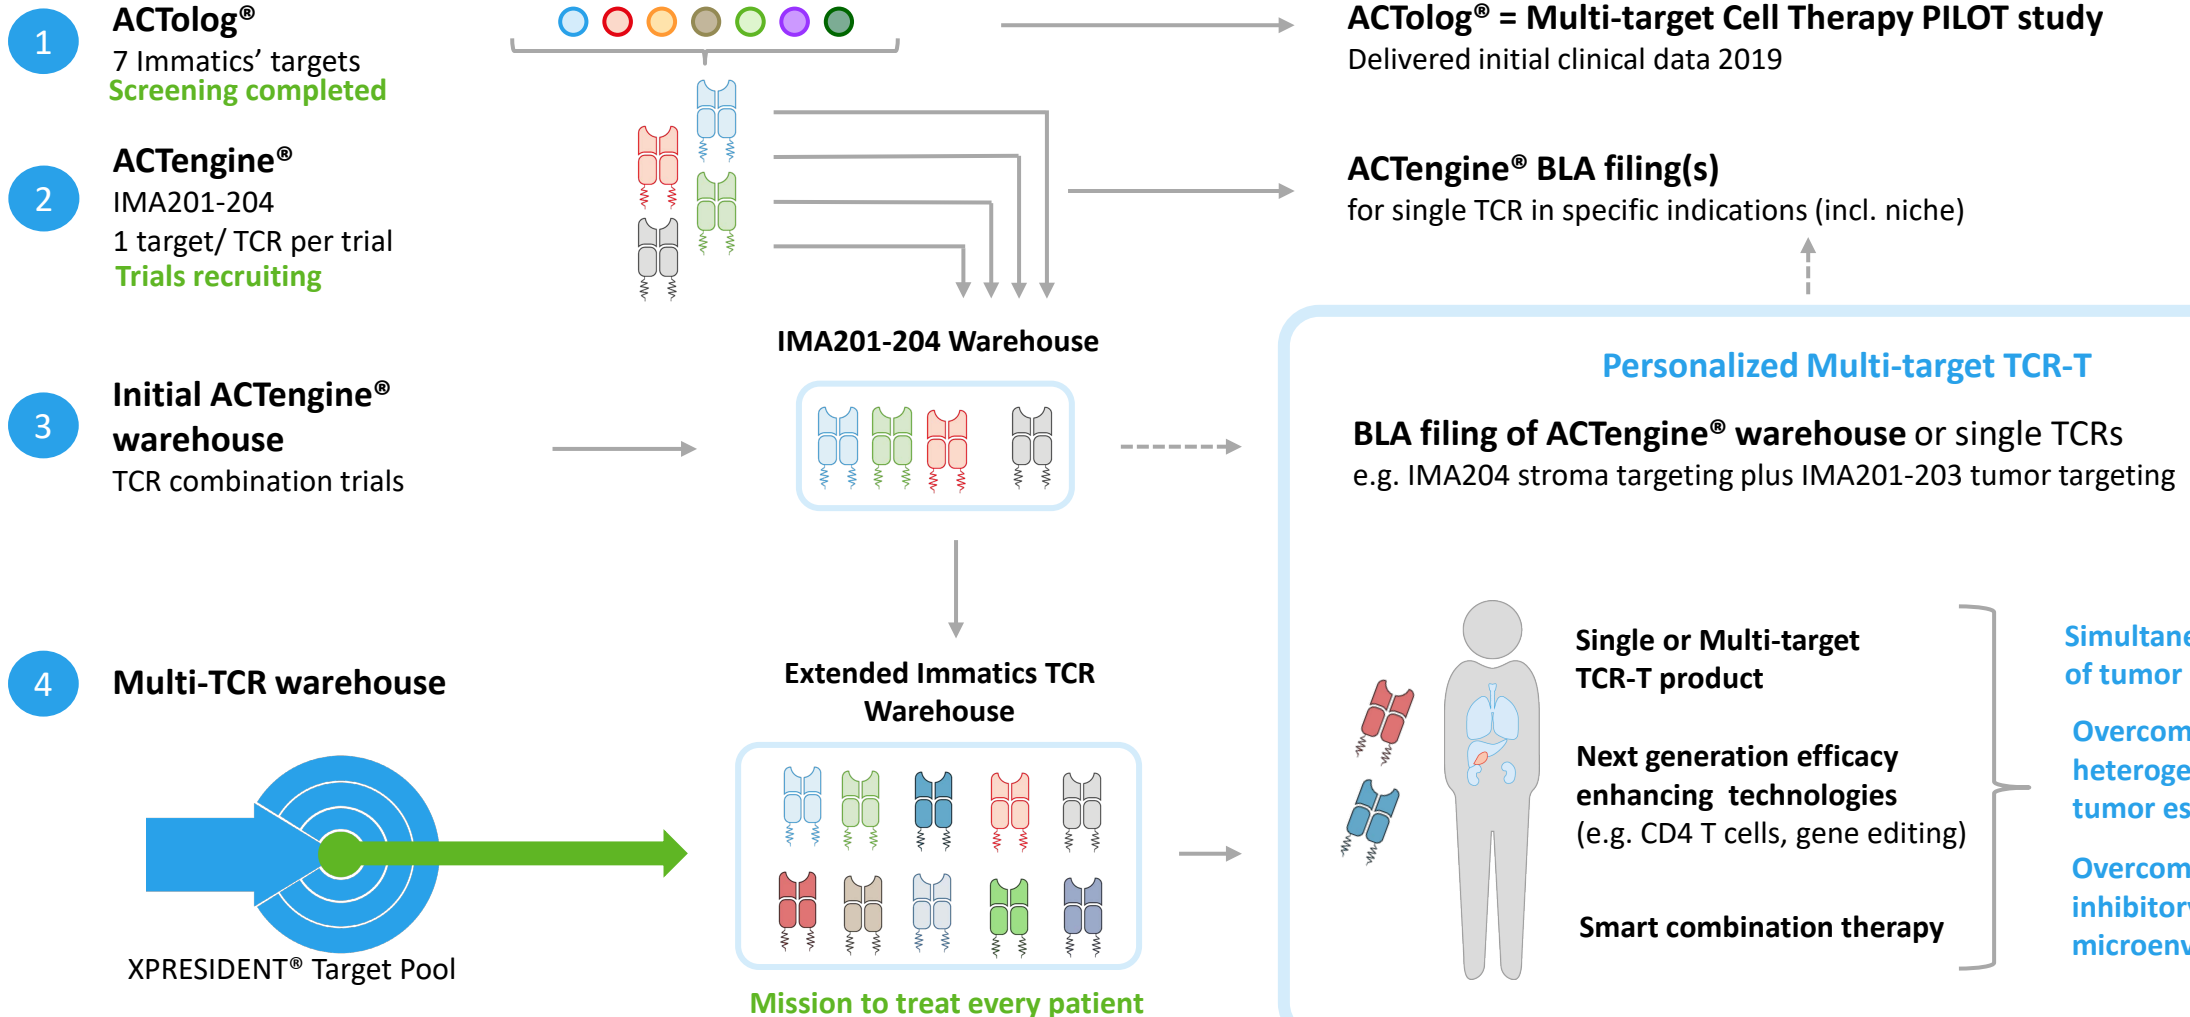 1
ACTolog®
7 Immatics’ targets
Screening completed
ACTolog® = Multi-target Cell Therapy PILOT study
Delivered initial clinical data 2019
2
ACTengine®
IMA201-204
1 target/ TCR per trial
Trials recruiting
ACTengine® BLA filing(s)
for single TCR in specific indications (incl. niche)
3
Initial ACTengine®
warehouse
TCR combination trials
IMA201-204 Warehouse
Personalized Multi-target TCR-T
BLA filing of ACTengine® warehouse or single TCRs
e.g. IMA204 stroma targeting plus IMA201-203 tumor targeting
4
Multi-TCR warehouse
XPRESIDENT® Target Pool
Extended Immatics TCR
Warehouse
Mission to treat every patient
Single or Multi-target
TCR-T product
Next generation efficacy
enhancing technologies
(e.g. CD4 T cells, gene editing)
Smart combination therapy
of tumor
tumor